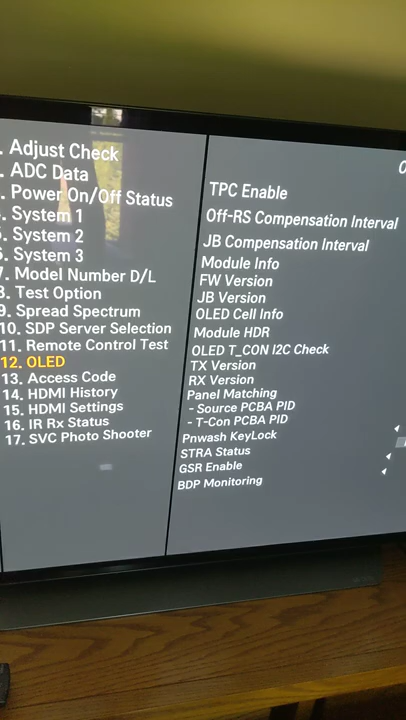 . Adjust Check
. ADC Data
. Power On/Off Status
. System 1
. System 2
. System 3
7. Model Number D/L
8. Test Option
9. Spread Spectrum
10. SDP Server Selection
11. Remote Control Test
12. OLED
13. Access Code
14. HDMI History
15. HDMI Settings
16. IR Rx Status
17. SVC Photo Shooter
TPC Enable
Off-RS Compensation Interval
JB Compensation Interval
Module Info
FW Version
JB Version
OLED Cell Info
Module HDR
OLED T_CON I2C Check
TX Version
RX Version
Panel Matching
- Source PCBA PID
- T-Con PCBA PID
Pnwash KeyLock
STRA Status
GSR Enable
BDP Monitoring